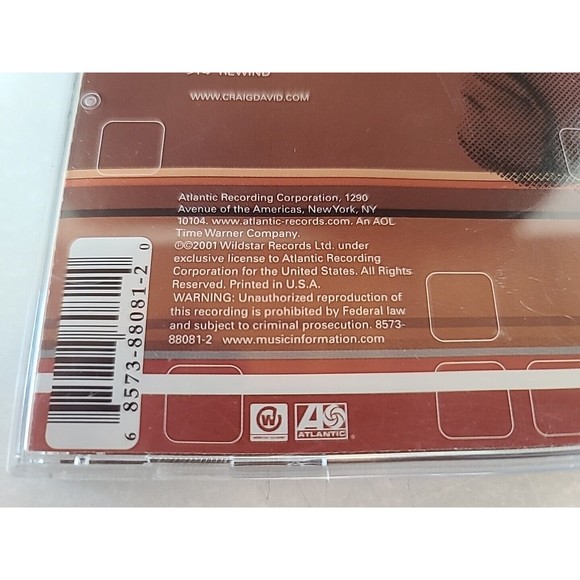 REWIND
WWW.CRAIGDAVID.COM
Atlantic Recording Corporation, 1290
Avenue of the Americas, New York, NY
10104. www.atlantic-records.com. An AOL
Time Warner Company.
℗©2001 Wildstar Records Ltd. under
exclusive license to Atlantic Recording
Corporation for the United States. All Rights
Reserved. Printed in U.S.A.
WARNING: Unauthorized reproduction of
this recording is prohibited by Federal law
and subject to criminal prosecution. 8573-
88081-2 www.musicinformation.com
6 8573-88081-2 0
W
ATLANTIC